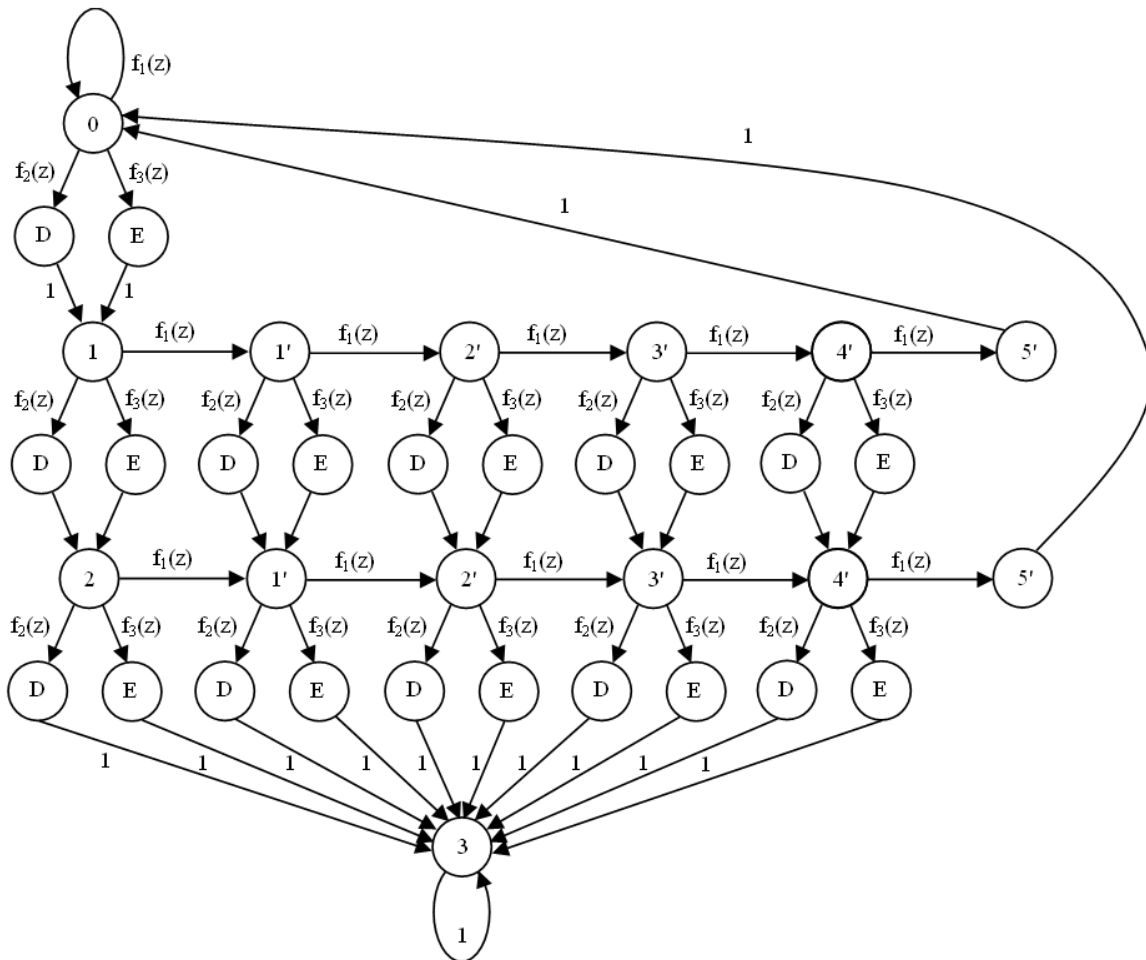 f₁(z)
0
1
f₂(z) f₃(z)
1
D E
1 1
1 f₁(z) 1' f₁(z) 2' f₁(z) 3' f₁(z) 4' f₁(z) 5'
f₂(z) f₃(z) f₂(z) f₃(z) f₂(z) f₃(z) f₂(z) f₃(z) f₂(z) f₃(z)
D E D E D E D E D E
2 f₁(z) 1' f₁(z) 2' f₁(z) 3' f₁(z) 4' f₁(z) 5'
f₂(z) f₃(z) f₂(z) f₃(z) f₂(z) f₃(z) f₂(z) f₃(z) f₂(z) f₃(z)
D E D E D E D E D E
1 1 1 1 1 1 1 1 1 1
3
1